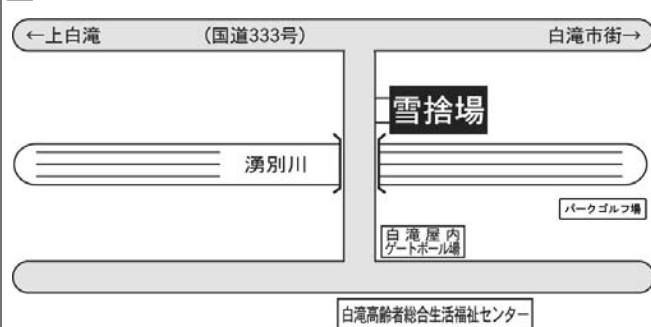 ←上白滝 （国道333号） 白滝市街→
雪捨場
湧別川
パークゴルフ場
白滝屋内
ゲートボール場
白滝高齢者総合生活福祉センター